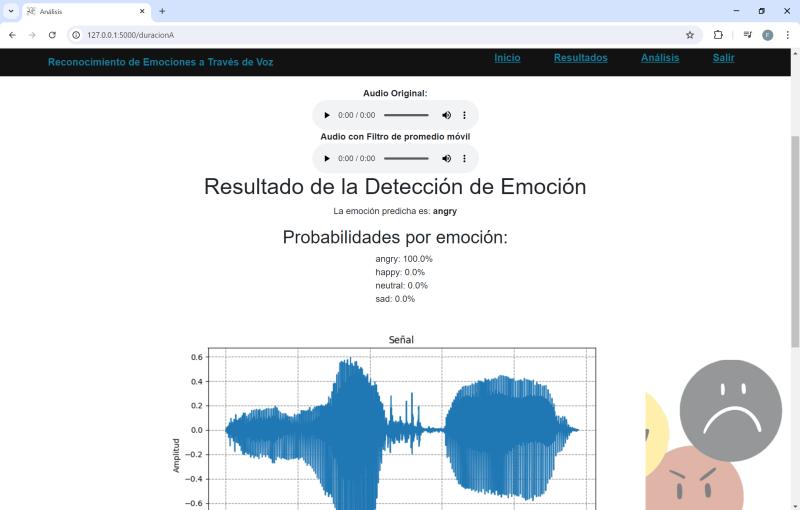 Análisis
127.0.0.1:5000/duracionA
F
Reconocimiento de Emociones a Través de Voz
Inicio Resultados Análisis Salir
Audio Original:
0:00 / 0:00
Audio con Filtro de promedio móvil
0:00 / 0:00
Resultado de la Detección de Emoción
La emoción predicha es: angry
Probabilidades por emoción:
angry: 100.0%
happy: 0.0%
neutral: 0.0%
sad: 0.0%
Señal
0.6
0.4
0.2
0.0
−0.2
−0.4
−0.6
Amplitud